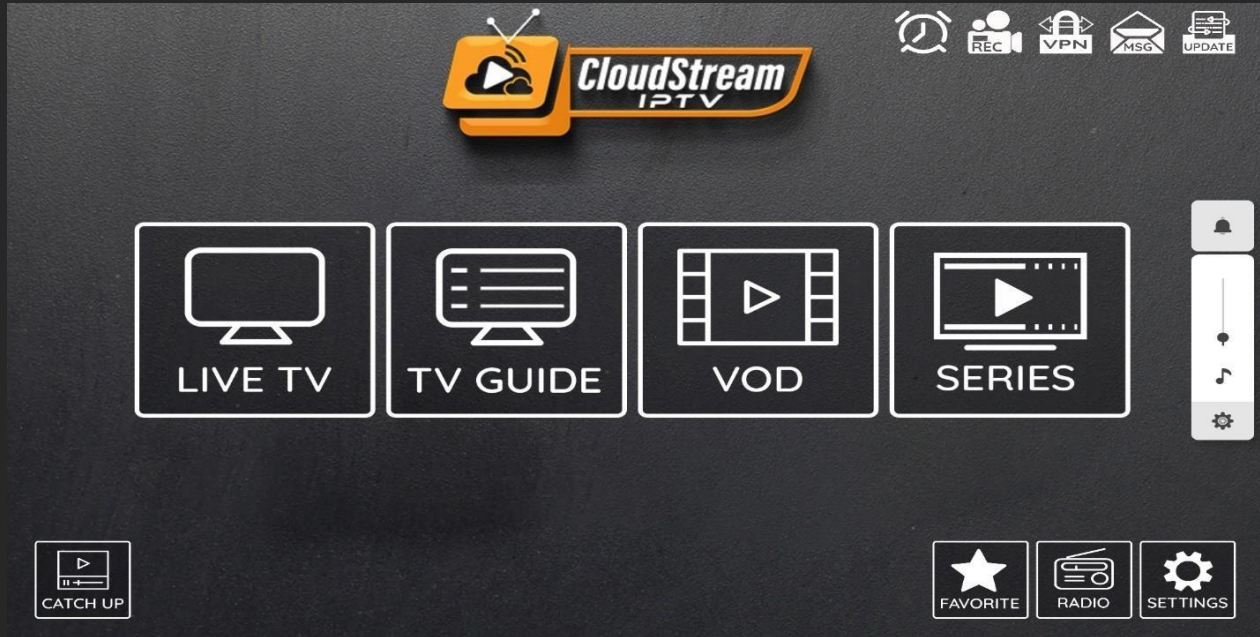 CloudStream
IPTV
REC
VPN
MSG
UPDATE
LIVE TV
TV GUIDE
VOD
SERIES
CATCH UP
FAVORITE
RADIO
SETTINGS